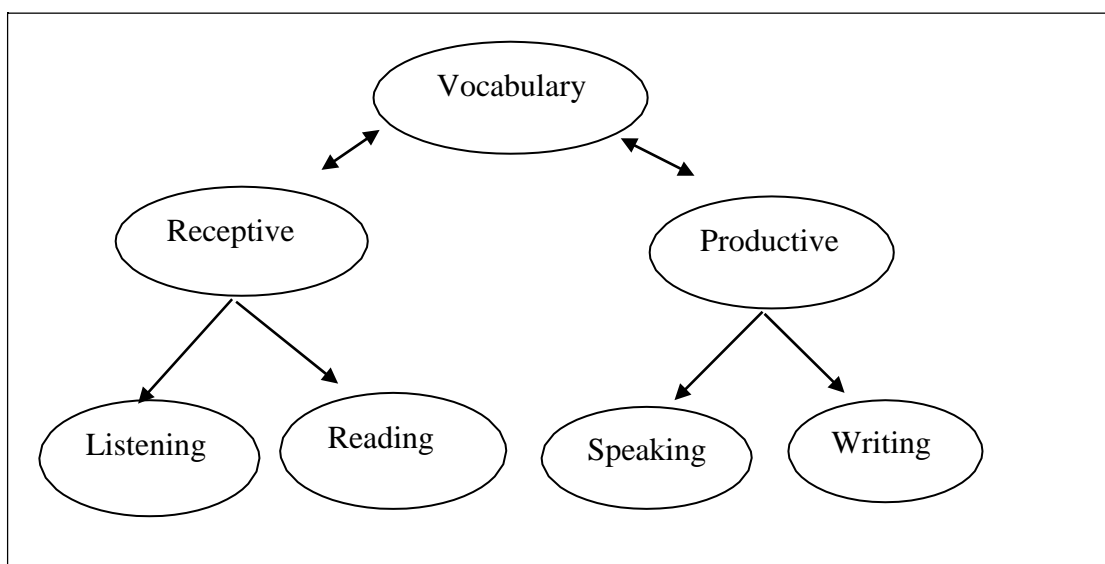 Vocabulary
Receptive
Productive
Listening
Reading
Speaking
Writing